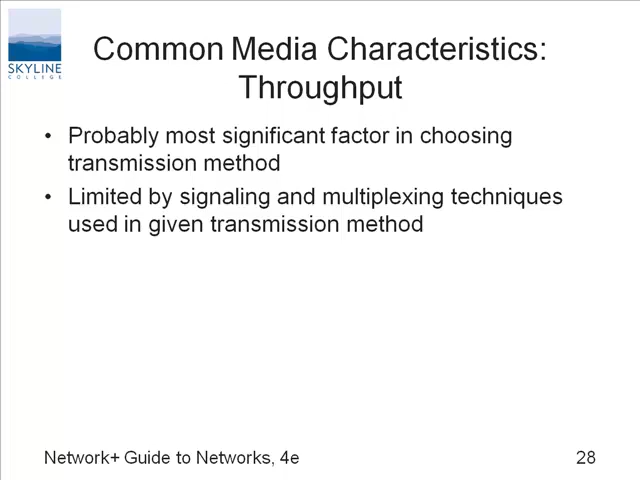 SKYLINE
COLLEGE
Common Media Characteristics:
Throughput
• Probably most significant factor in choosing
transmission method
• Limited by signaling and multiplexing techniques
used in given transmission method
Network+ Guide to Networks, 4e
28